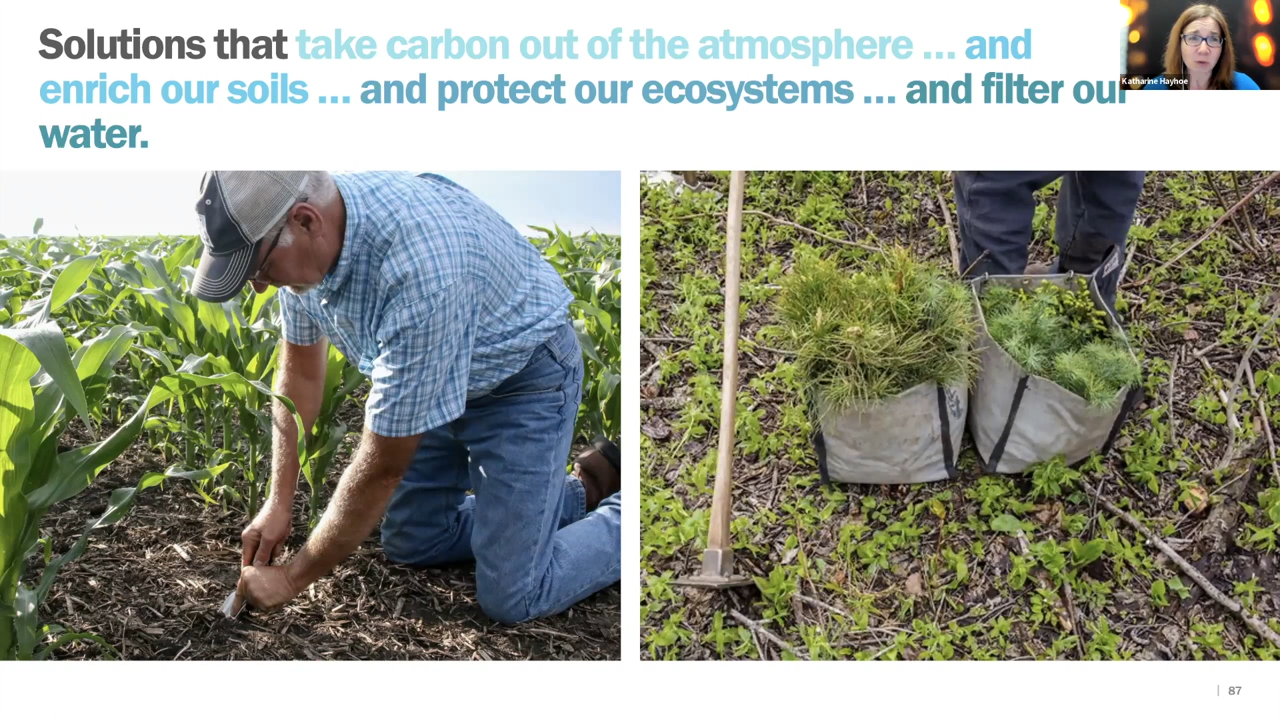 Solutions that take carbon out of the atmosphere ... and
enrich our soils ... and protect our ecosystems ... and filter our
water.
Katharine Hayhoe
| 87